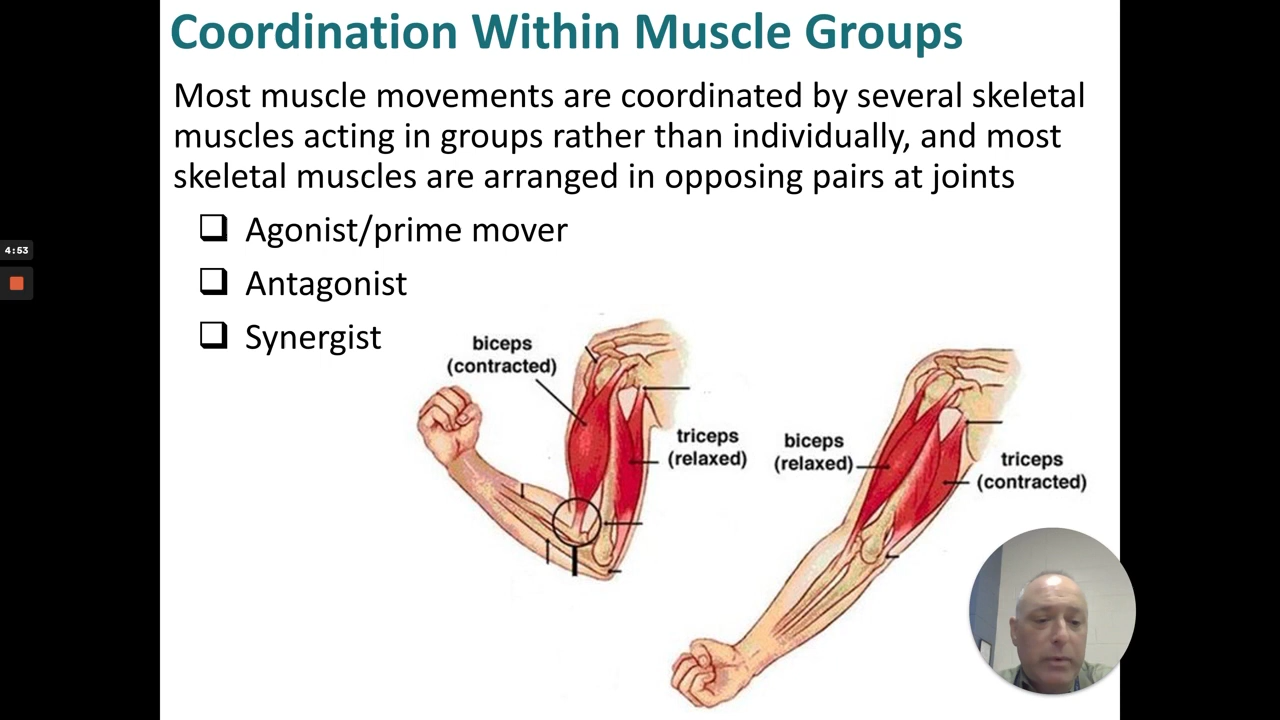 Coordination Within Muscle Groups
Most muscle movements are coordinated by several skeletal
muscles acting in groups rather than individually, and most
skeletal muscles are arranged in opposing pairs at joints
Agonist/prime mover
Antagonist
Synergist
4:53
biceps
(contracted)
triceps
(relaxed)
biceps
(relaxed)
triceps
(contracted)